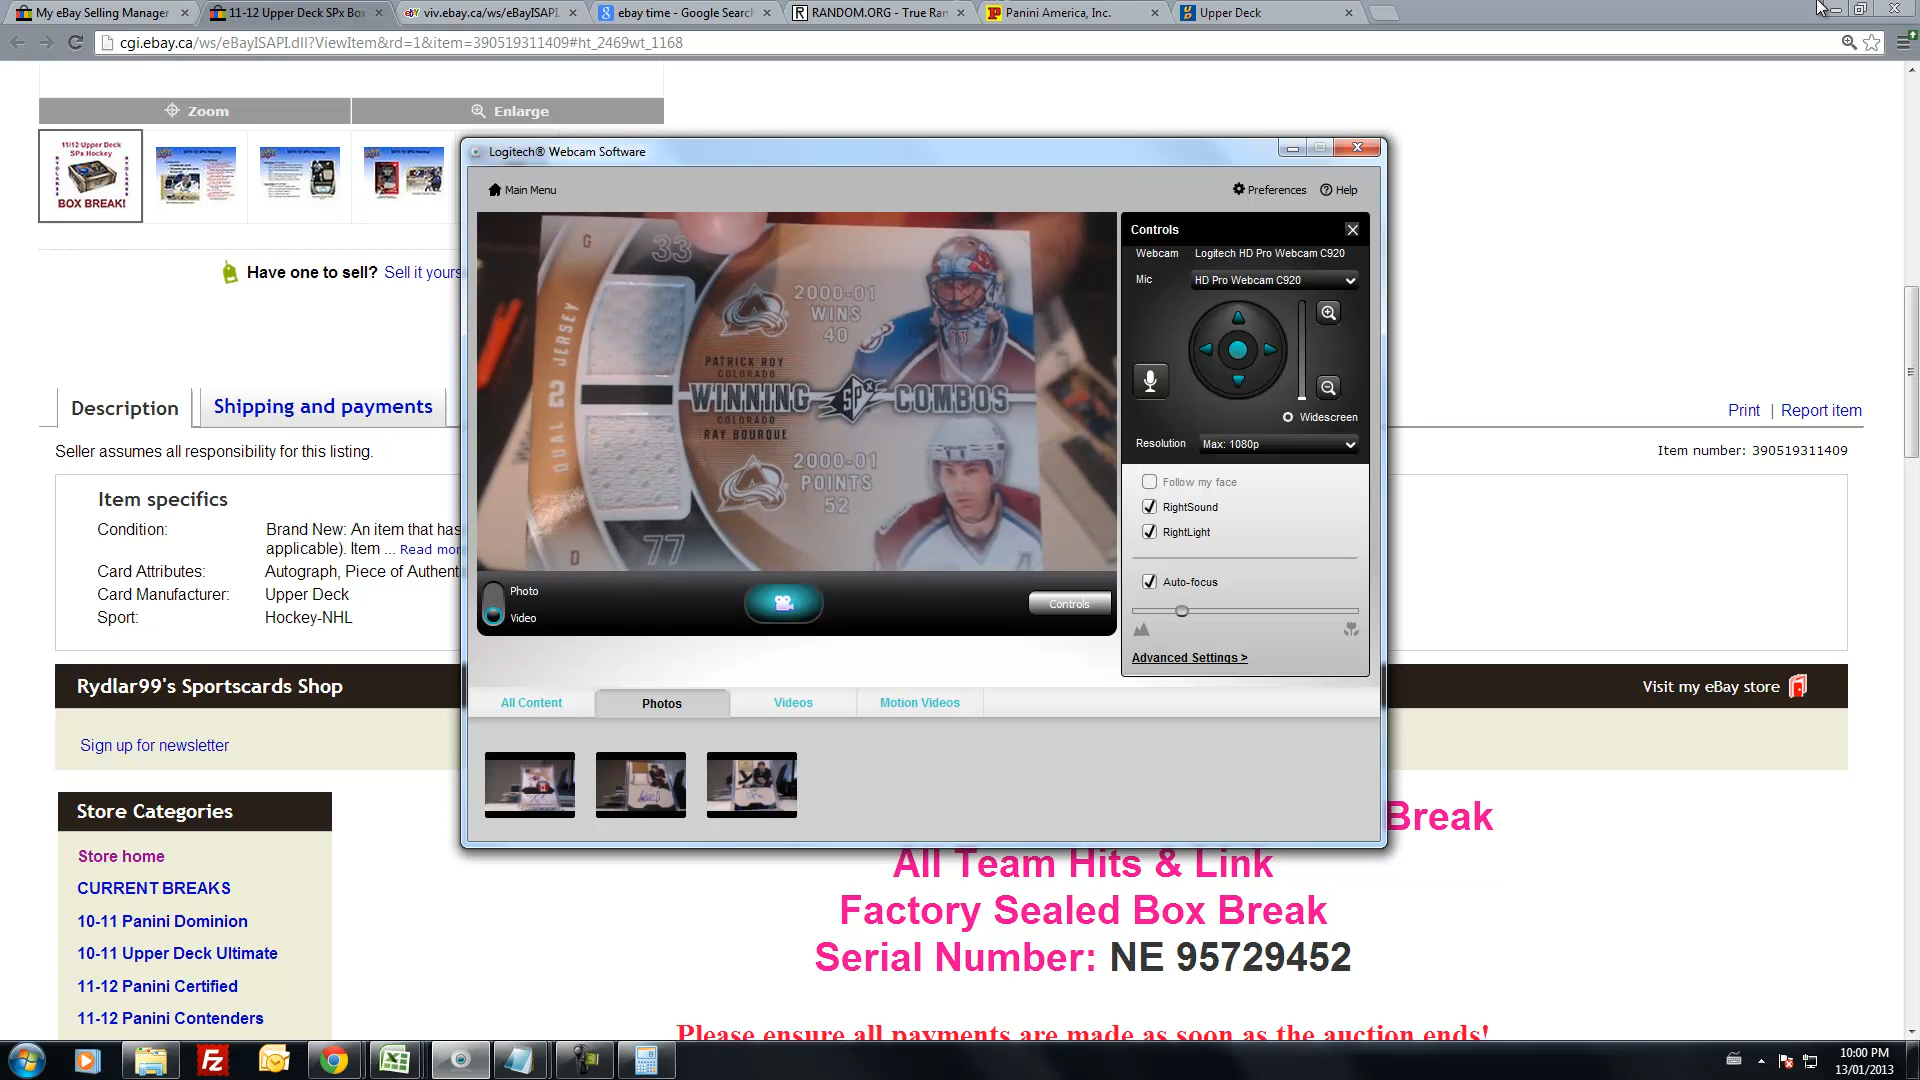 My eBay Selling Manager
11-12 Upper Deck SPx Box
viv.ebay.ca/ws/eBayISAPI.
ebay time - Google Search
RANDOM.ORG - True Ran
Panini America, Inc.
Upper Deck
cgi.ebay.ca/ws/eBayISAPI.dll?ViewItem&rd=1&item=390519311409#ht_2469wt_1168
Zoom
Enlarge
11/12 Upper Deck
SPx Hockey
BOX BREAK!
Have one to sell? Sell it yours
Description
Shipping and payments
Print | Report item
Seller assumes all responsibility for this listing.
Item number: 390519311409
Item specifics
Condition: Brand New: An item that has
applicable). Item ... Read mor
Card Attributes: Autograph, Piece of Authent
Card Manufacturer: Upper Deck
Sport: Hockey-NHL
Rydlar99's Sportscards Shop
Visit my eBay store
Sign up for newsletter
Store Categories
Store home
CURRENT BREAKS
10-11 Panini Dominion
10-11 Upper Deck Ultimate
11-12 Panini Certified
11-12 Panini Contenders
Logitech® Webcam Software
Main Menu
Preferences
Help
G
33
DUAL 2 JERSEY
2000-01
WINS
40
PATRICK ROY
COLORADO
WINNING SPx COMBOS
COLORADO
RAY BOURQUE
2000-01
POINTS
52
D
77
Photo
Video
Controls
Controls
Webcam Logitech HD Pro Webcam C920
Mic HD Pro Webcam C920
Widescreen
Resolution Max: 1080p
Follow my face
RightSound
RightLight
Auto-focus
Advanced Settings >
All Content
Photos
Videos
Motion Videos
Break
All Team Hits & Link
Factory Sealed Box Break
Serial Number: NE 95729452
Please ensure all payments are made as soon as the auction ends!
10:00 PM
13/01/2013